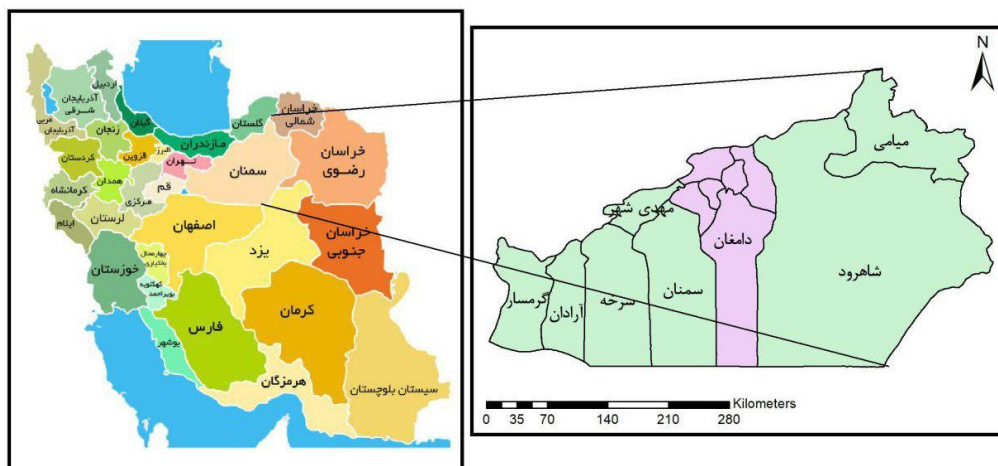 اردبیل
آذربایجان
شرقی
غربی
آذربایجان
گیلان
زنجان
کردستان
قزوین
البرز
تهران
مازندران
گلستان
خراسان
شمالی
خراسان
رضوی
سمنان
همدان
کرمانشاه
قم
مرکزی
لرستان
ایلام
اصفهان
یزد
خراسان
جنوبی
خوزستان
چهارمحال
بختیاری
کهکیلویه
بویراحمد
فارس
کرمان
بوشهر
هرمزگان
سیستان بلوچستان
N
میامی
مهدی شهر
دامغان
شاهرود
سمنان
سرخه
آرادان
گرمسار
Kilometers
0 35 70 140 210 280